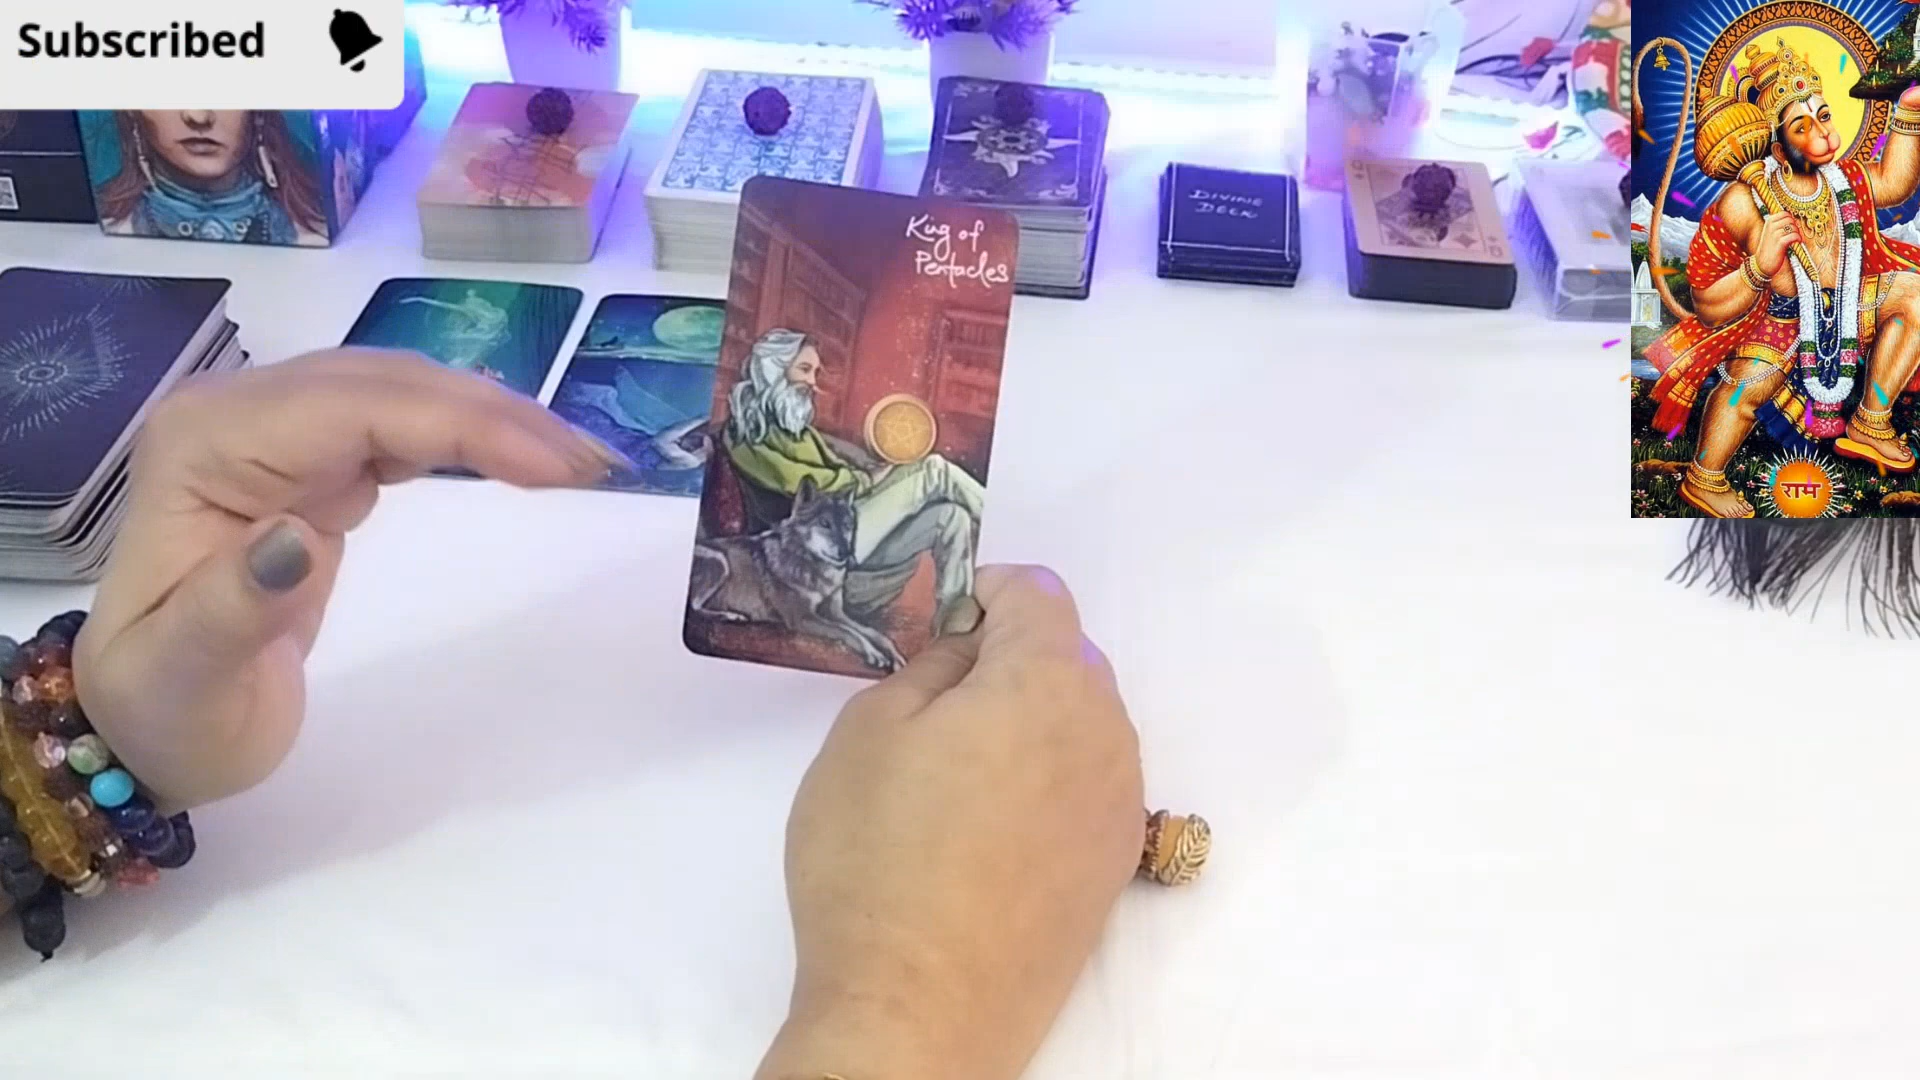 Subscribed
King of
Pentacles
DIVINE
DECK
राम